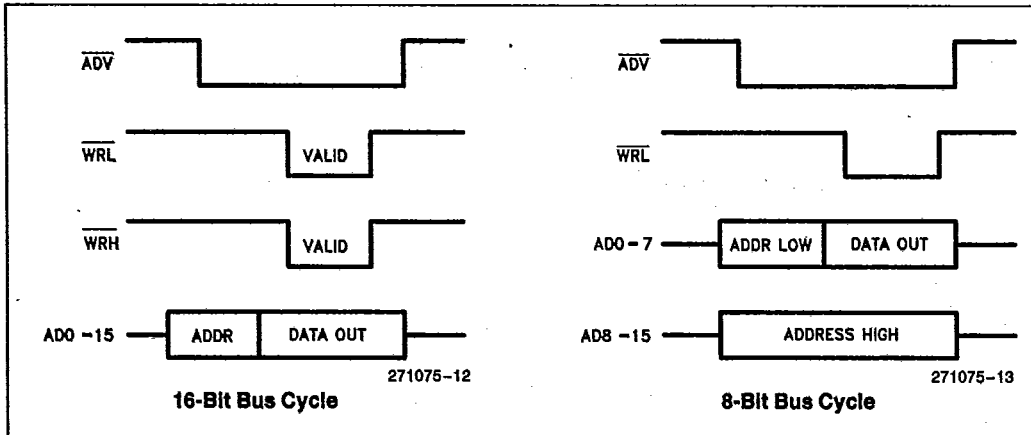 ADV
WRL
VALID
WRH
VALID
AD0 – 15
ADDR
DATA OUT
271075–12
16-Bit Bus Cycle
ADV
WRL
AD0 – 7
ADDR LOW
DATA OUT
AD8 – 15
ADDRESS HIGH
271075–13
8-Bit Bus Cycle